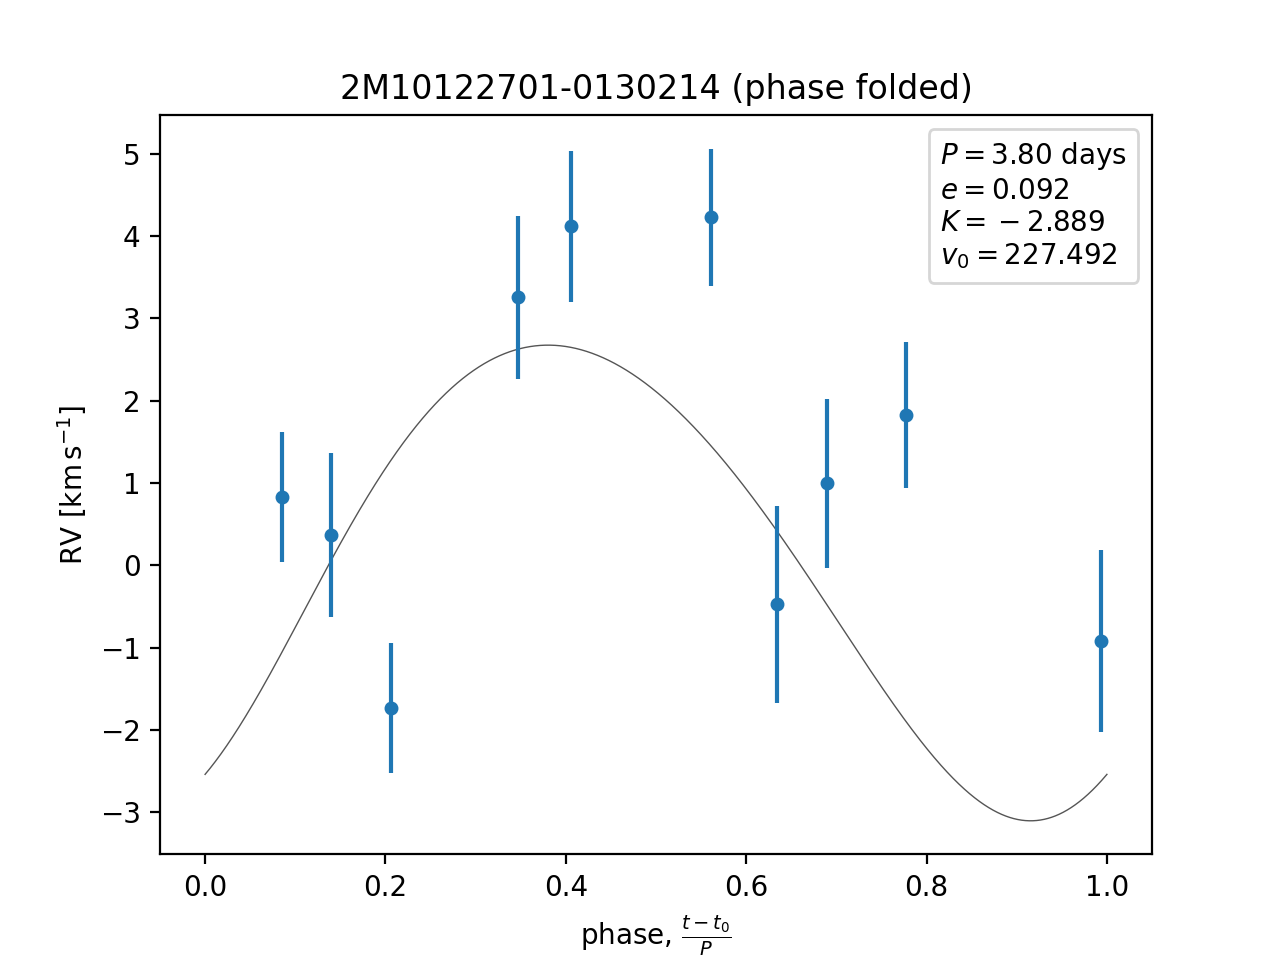 2M10122701-0130214 (phase folded)
P = 3.80 days
e = 0.092
K = −2.889
v₀ = 227.492
RV [km s⁻¹]
5
4
3
2
1
0
−1
−2
−3
0.0 0.2 0.4 0.6 0.8 1.0
phase, (t − t₀)/P